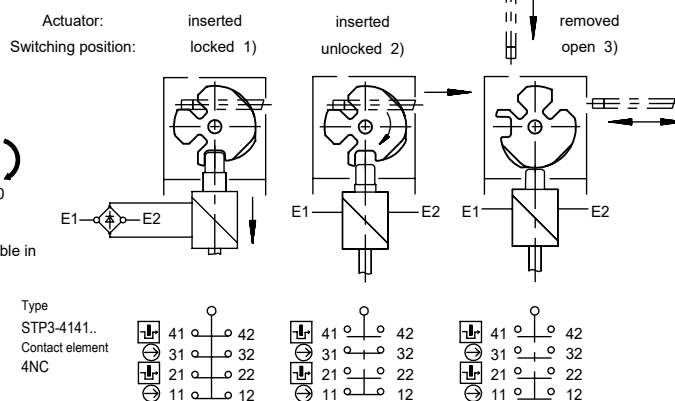 Actuator: inserted inserted removed
Switching position: locked 1) unlocked 2) open 3)
0
E1 E2 E1 E2 E1 E2
ble in
Type
STP3-4141..
Contact element
4NC
41 42 41 42 41 42
31 32 31 32 31 32
21 22 21 22 21 22
11 12 11 12 11 12